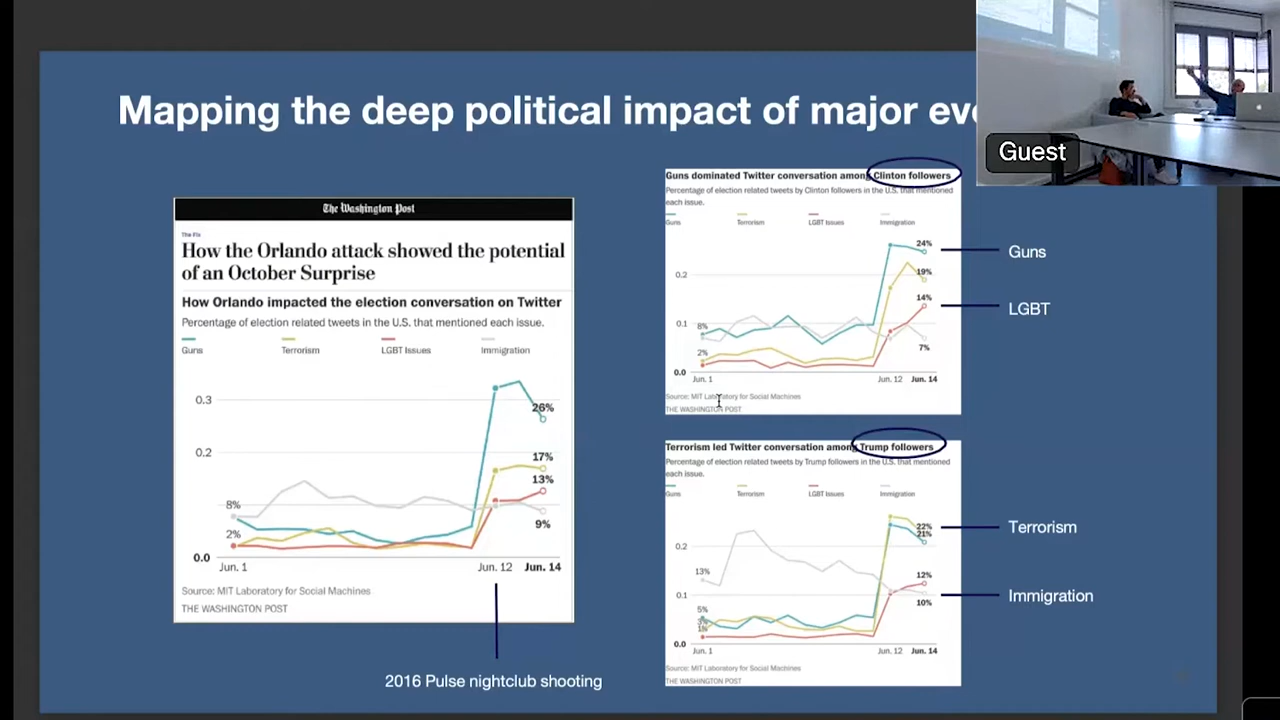 Mapping the deep political impact of major eve
Guest
The Washington Post
The Fix
How the Orlando attack showed the potential
of an October Surprise
How Orlando impacted the election conversation on Twitter
Percentage of election related tweets in the U.S. that mentioned each issue.
Guns Terrorism LGBT Issues Immigration
0.3
0.2
0.0
8%
2%
26%
17%
13%
9%
Jun. 1 Jun. 12 Jun. 14
Source: MIT Laboratory for Social Machines
THE WASHINGTON POST
2016 Pulse nightclub shooting
Guns dominated Twitter conversation among Clinton followers
Percentage of election related tweets by Clinton followers in the U.S. that mentioned
each issue.
Guns Terrorism LGBT Issues Immigration
0.2
0.1
0.0
8%
2%
24%
19%
14%
7%
Jun. 1 Jun. 12 Jun. 14
Source: MIT Laboratory for Social Machines
THE WASHINGTON POST
Guns
LGBT
Terrorism led Twitter conversation among Trump followers
Percentage of election related tweets by Trump followers in the U.S. that mentioned
each issue.
Guns Terrorism LGBT Issues Immigration
0.2
0.1
0.0
13%
5%
1%
22%
21%
12%
10%
Jun. 1 Jun. 12 Jun. 14
Source: MIT Laboratory for Social Machines
THE WASHINGTON POST
Terrorism
Immigration